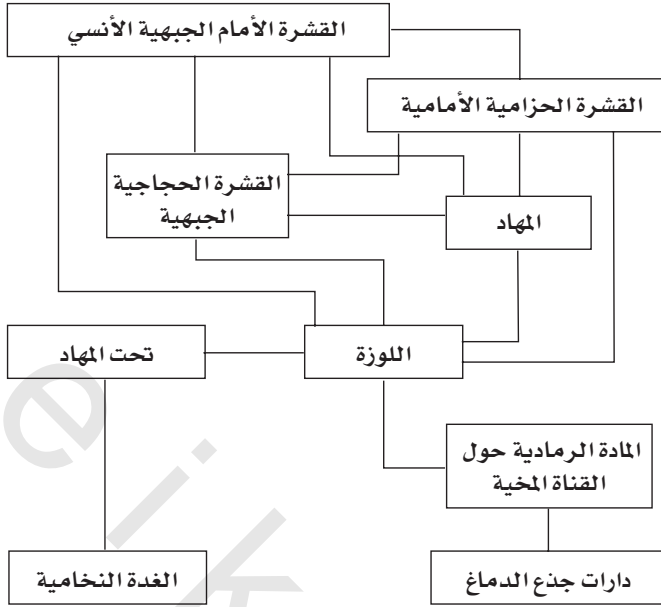 القشرة الأمام الجبهية الأنسي
القشرة الحزامية الأمامية
القشرة الحجاجية
الجبهية
المهاد
تحت المهاد
اللوزة
المادة الرمادية حول
القناة المخية
الغدة النخامية
دارات جذع الدماغ
e i k